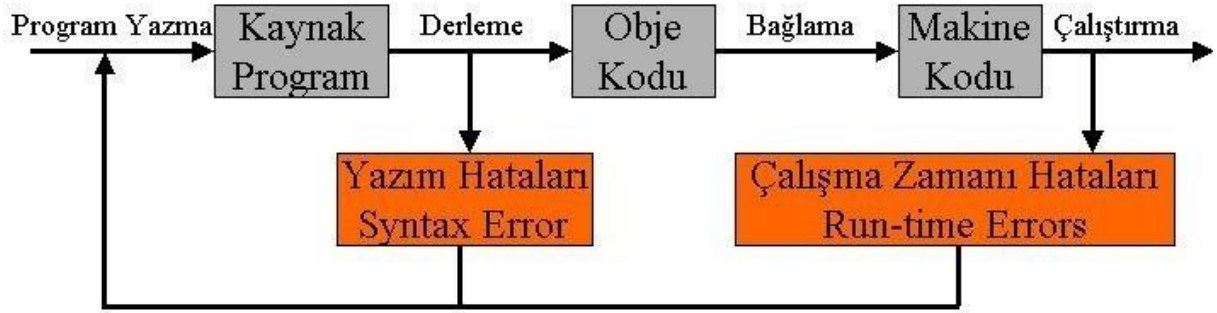 Program Yazma
Kaynak
Program
Derleme
Obje
Kodu
Bağlama
Makine
Kodu
Çalıştırma
Yazım Hataları
Syntax Error
Çalışma Zamanı Hataları
Run-time Errors